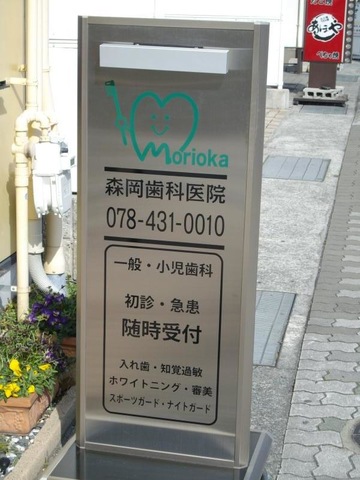 morioka
森岡歯科医院
078-431-0010
一般・小児歯科
初診・急患
随時受付
入れ歯・知覚過敏
ホワイトニング・審美
スポーツガード・ナイトガード